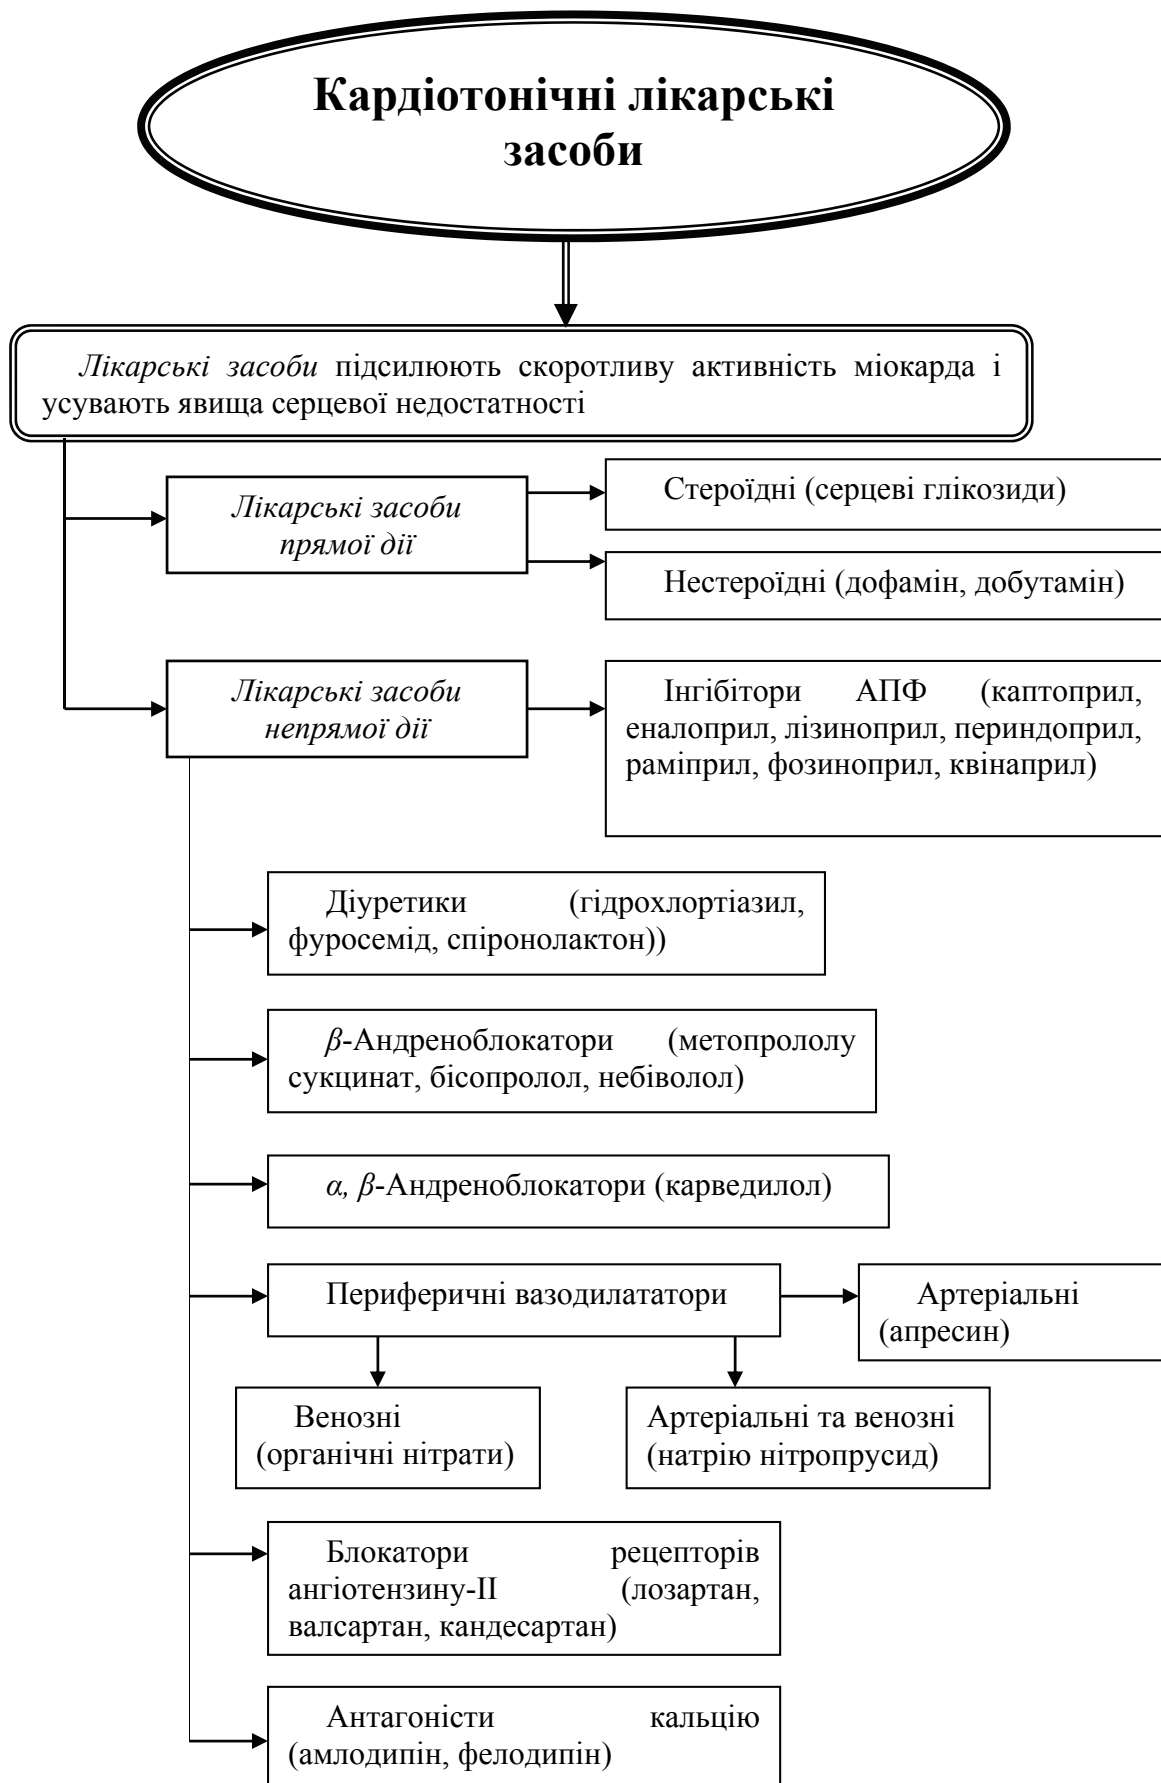 Кардіотонічні лікарські
засоби
Лікарські засоби підсилюють скоротливу активність міокарда і
усувають явища серцевої недостатності
Лікарські засоби
прямої дії
Стероїдні (серцеві глікозиди)
Нестероїдні (дофамін, добутамін)
Лікарські засоби
непрямої дії
Інгібітори АПФ (каптоприл,
еналоприл, лізиноприл, периндоприл,
раміприл, фозиноприл, квінаприл)
Діуретики (гідрохлортіазил,
фуросемід, спіронолактон))
β-Андреноблокатори (метопрололу
сукцинат, бісопролол, небіволол)
α, β-Андреноблокатори (карведилол)
Периферичні вазодилататори
Артеріальні
(апресин)
Венозні
(органічні нітрати)
Артеріальні та венозні
(натрію нітропрусид)
Блокатори рецепторів
ангіотензину-II (лозартан,
валсартан, кандесартан)
Антагоністи кальцію
(амлодипін, фелодипін)